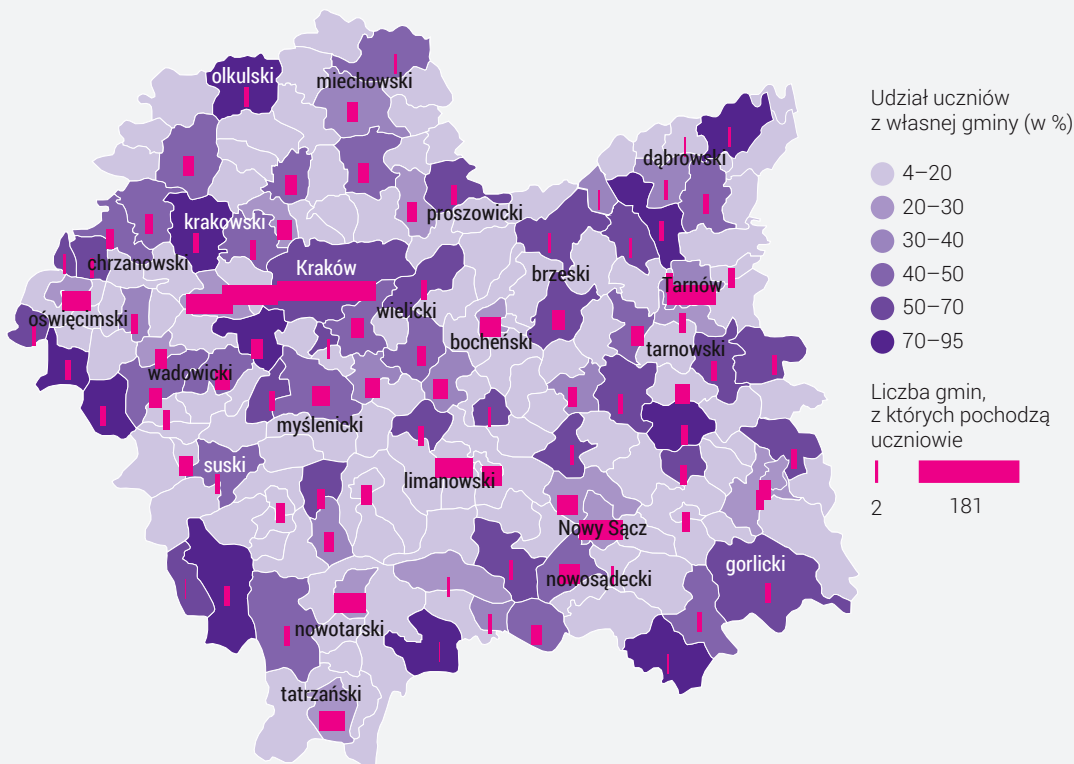 olkulski
miechowski
dąbrowski
krakowski
proszowicki
chrzanowski
Kraków
brzeski
Tarnów
wielicki
oświęcimski
bocheński
tarnowski
wadowicki
myślenicki
suski
limanowski
Nowy Sącz
gorlicki
nowosądecki
nowotarski
tatrzański
Udział uczniów
z własnej gminy (w %)
4–20
20–30
30–40
40–50
50–70
70–95
Liczba gmin,
z których pochodzą
uczniowie
2
181